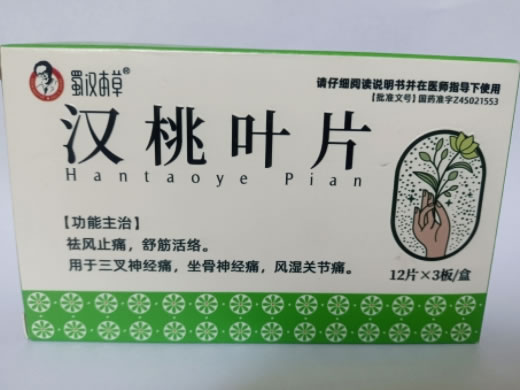 蜀汉本草®
请仔细阅读说明书并在医师指导下使用
【批准文号】国药准字Z45021553
汉桃叶片
Hantaoye Pian
【功能主治】
祛风止痛，舒筋活络。
用于三叉神经痛，坐骨神经痛，风湿关节痛。
12片×3板/盒